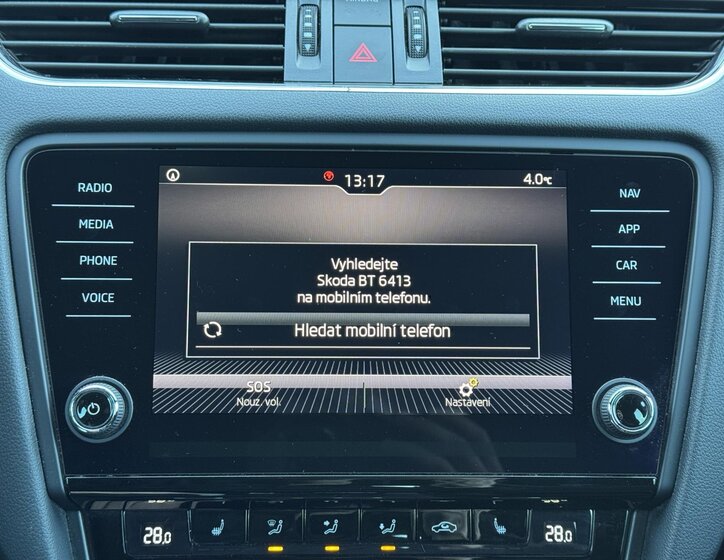 RADIO
MEDIA
PHONE
VOICE
13:17
4.0°C
Vyhledejte
Skoda BT 6413
na mobilním telefonu.
Hledat mobilní telefon
SOS
Nouz. vol.
Nastavení
NAV
APP
CAR
MENU
28.0
28.0